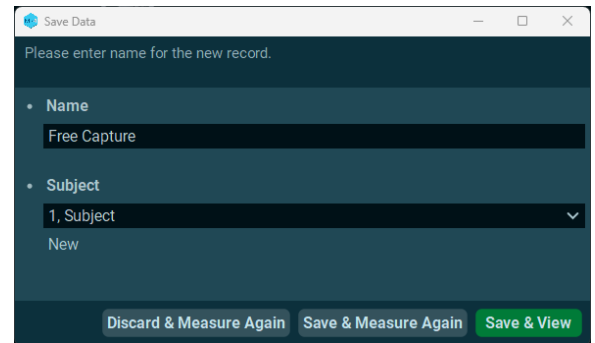 Save Data
Please enter name for the new record.
Name
Free Capture
Subject
1, Subject
New
Discard & Measure Again Save & Measure Again Save & View